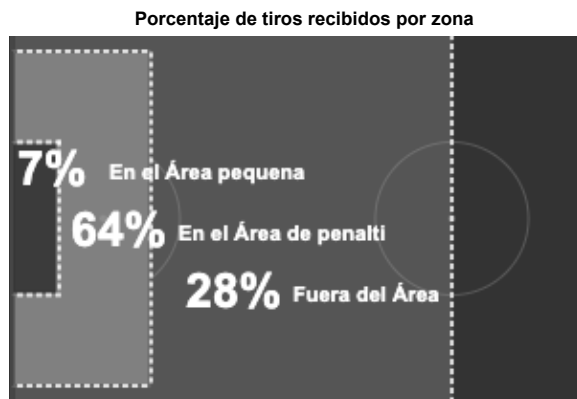 Porcentaje de tiros recibidos por zona
7% En el Área pequena
64% En el Área de penalti
28% Fuera del Área